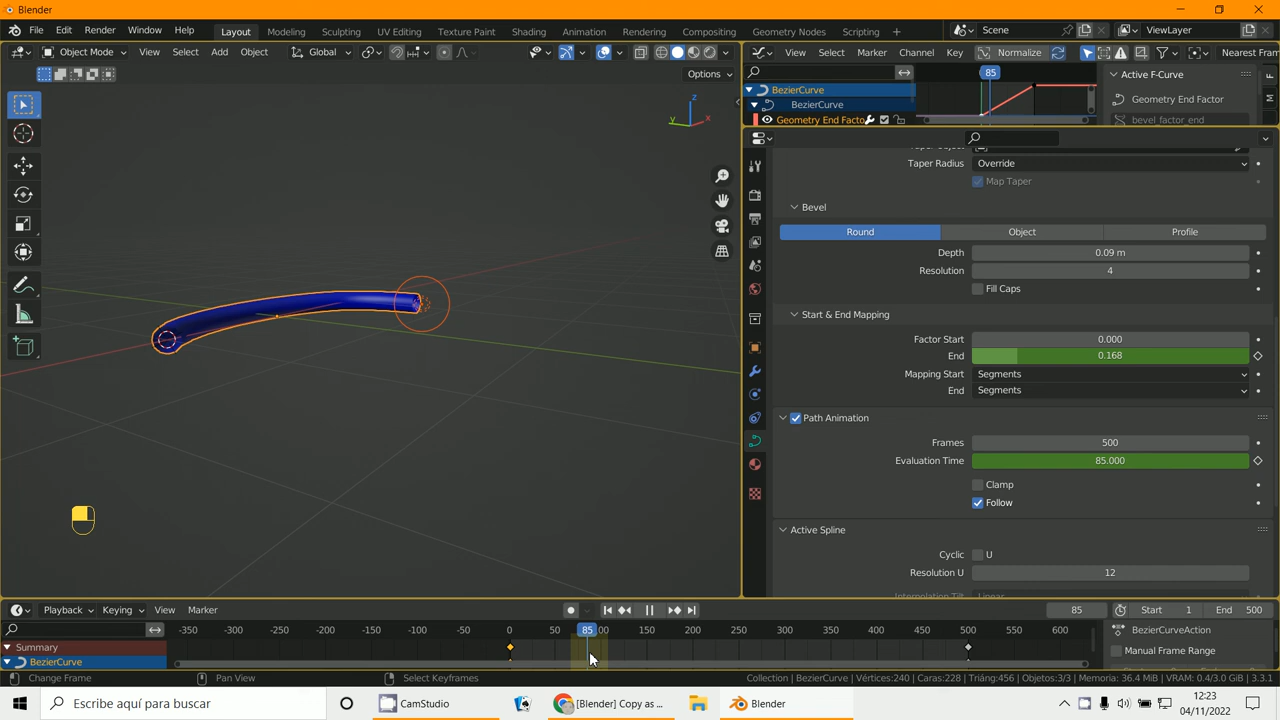 Blender
File Edit Render Window Help Layout Modeling Sculpting UV Editing Texture Paint Shading Animation Rendering Compositing Geometry Nodes Scripting + Scene ViewLayer
Object Mode View Select Add Object Global View Select Marker Channel Key Normalize Nearest Fram
Options 85 Active F-Curve
BezierCurve
BezierCurve Geometry End Factor
Geometry End Facto bevel_factor_end
Z
Y X
Taper Radius Override
Map Taper
Bevel
Round Object Profile
Depth 0.09 m
Resolution 4
Fill Caps
Start & End Mapping
Factor Start 0.000
End 0.168
Mapping Start Segments
End Segments
Path Animation
Frames 500
Evaluation Time 85.000
Clamp
Follow
Active Spline
Cyclic U
Resolution U 12
Playback Keying View Marker 85 Start 1 End 500
-350 -300 -250 -200 -150 -100 -50 0 50 85 00 150 200 250 300 350 400 450 500 550 600 BezierCurveAction
Summary Manual Frame Range
BezierCurve
Change Frame Pan View Select Keyframes Collection | BezierCurve | Vértices:240 | Caras:228 | Triáng:456 | Objetos:3/3 | Memoria: 36.4 MiB | VRAM: 0.4/3.0 GiB | 3.3.1
Escribe aquí para buscar CamStudio [Blender] Copy as ... Blender 12:23
04/11/2022